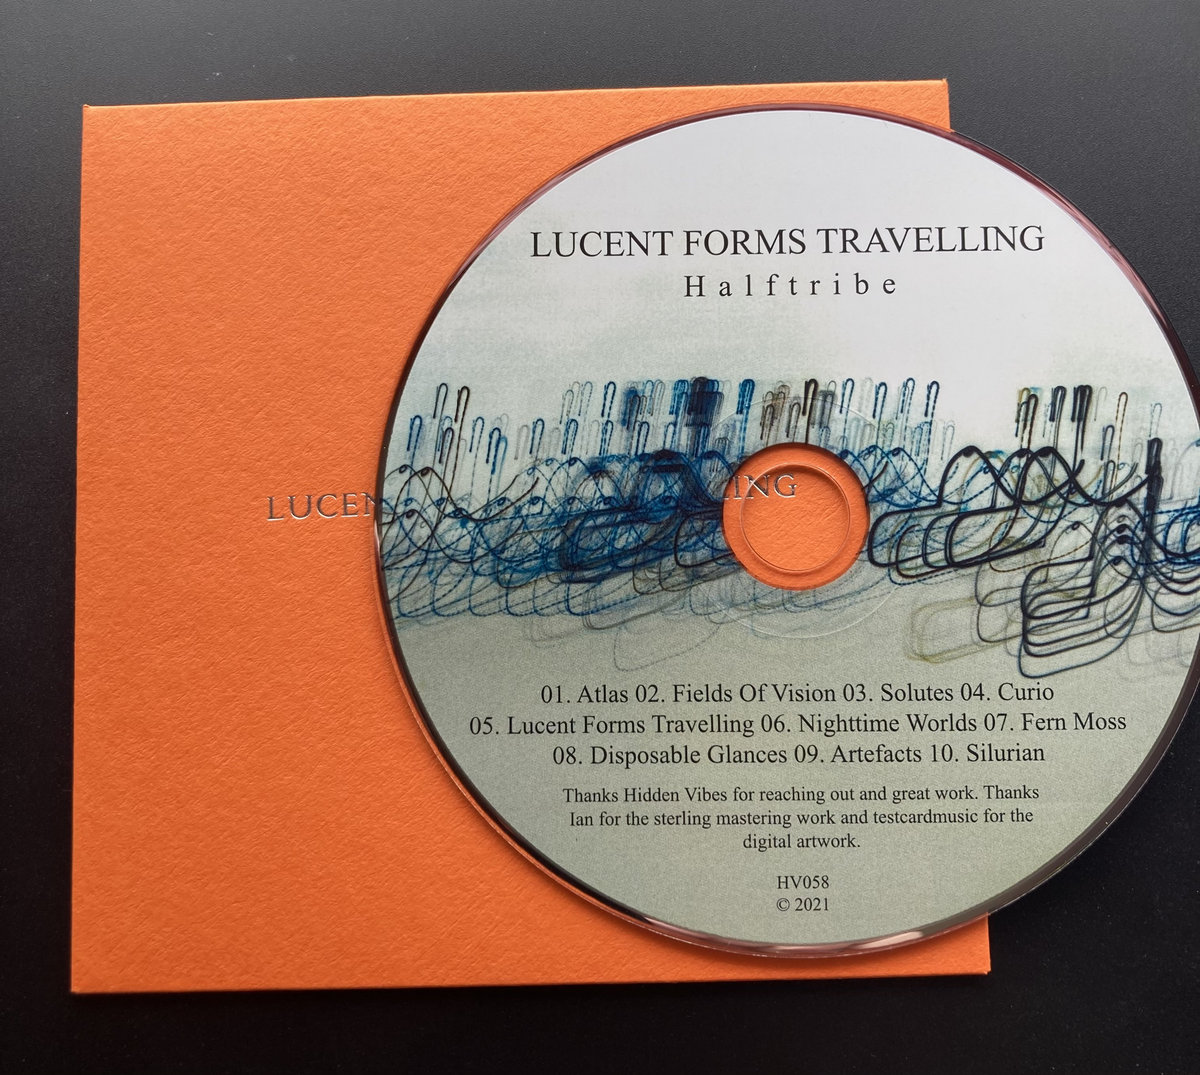 LUCENT FORMS TRAVELLING
Halftribe
LUCEN
ING
01. Atlas 02. Fields Of Vision 03. Solutes 04. Curio
05. Lucent Forms Travelling 06. Nighttime Worlds 07. Fern Moss
08. Disposable Glances 09. Artefacts 10. Silurian
Thanks Hidden Vibes for reaching out and great work. Thanks
Ian for the sterling mastering work and testcardmusic for the
digital artwork.
HV058
© 2021